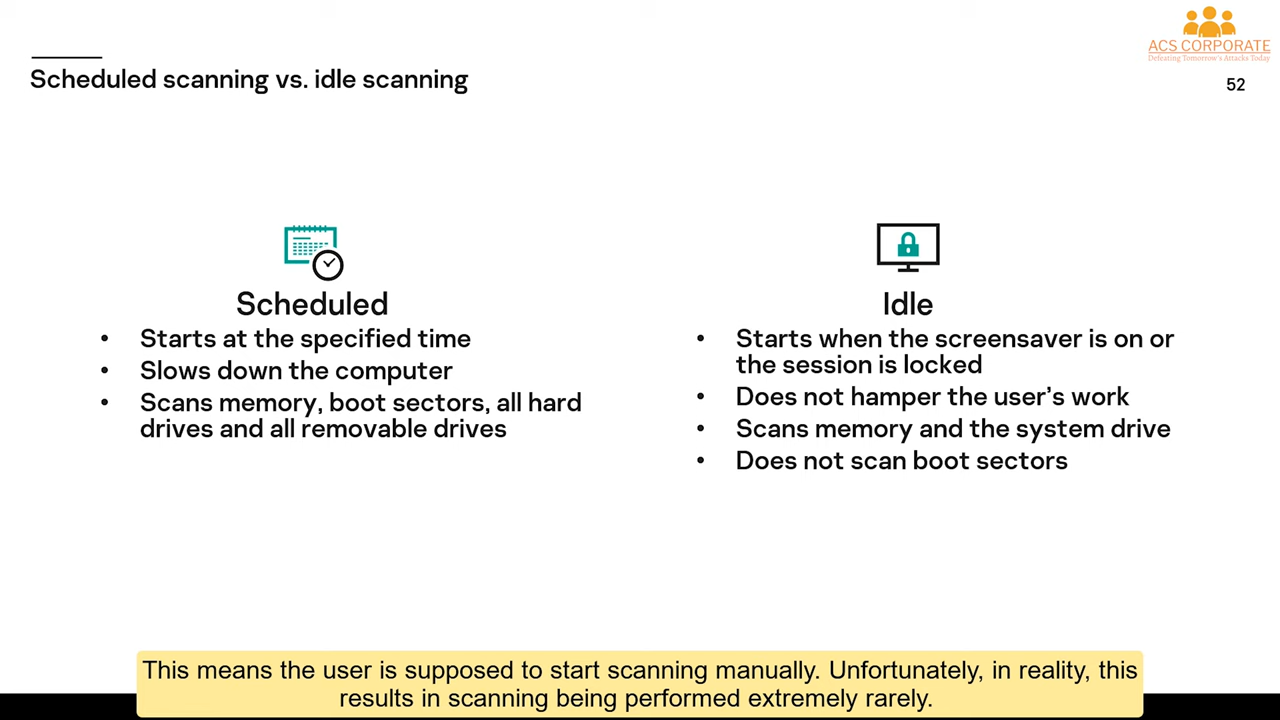 ACS CORPORATE
Defeating Tomorrow's Attacks Today
Scheduled scanning vs. idle scanning
52
Scheduled
• Starts at the specified time
• Slows down the computer
• Scans memory, boot sectors, all hard
drives and all removable drives
Idle
• Starts when the screensaver is on or
the session is locked
• Does not hamper the user’s work
• Scans memory and the system drive
• Does not scan boot sectors
This means the user is supposed to start scanning manually. Unfortunately, in reality, this
results in scanning being performed extremely rarely.